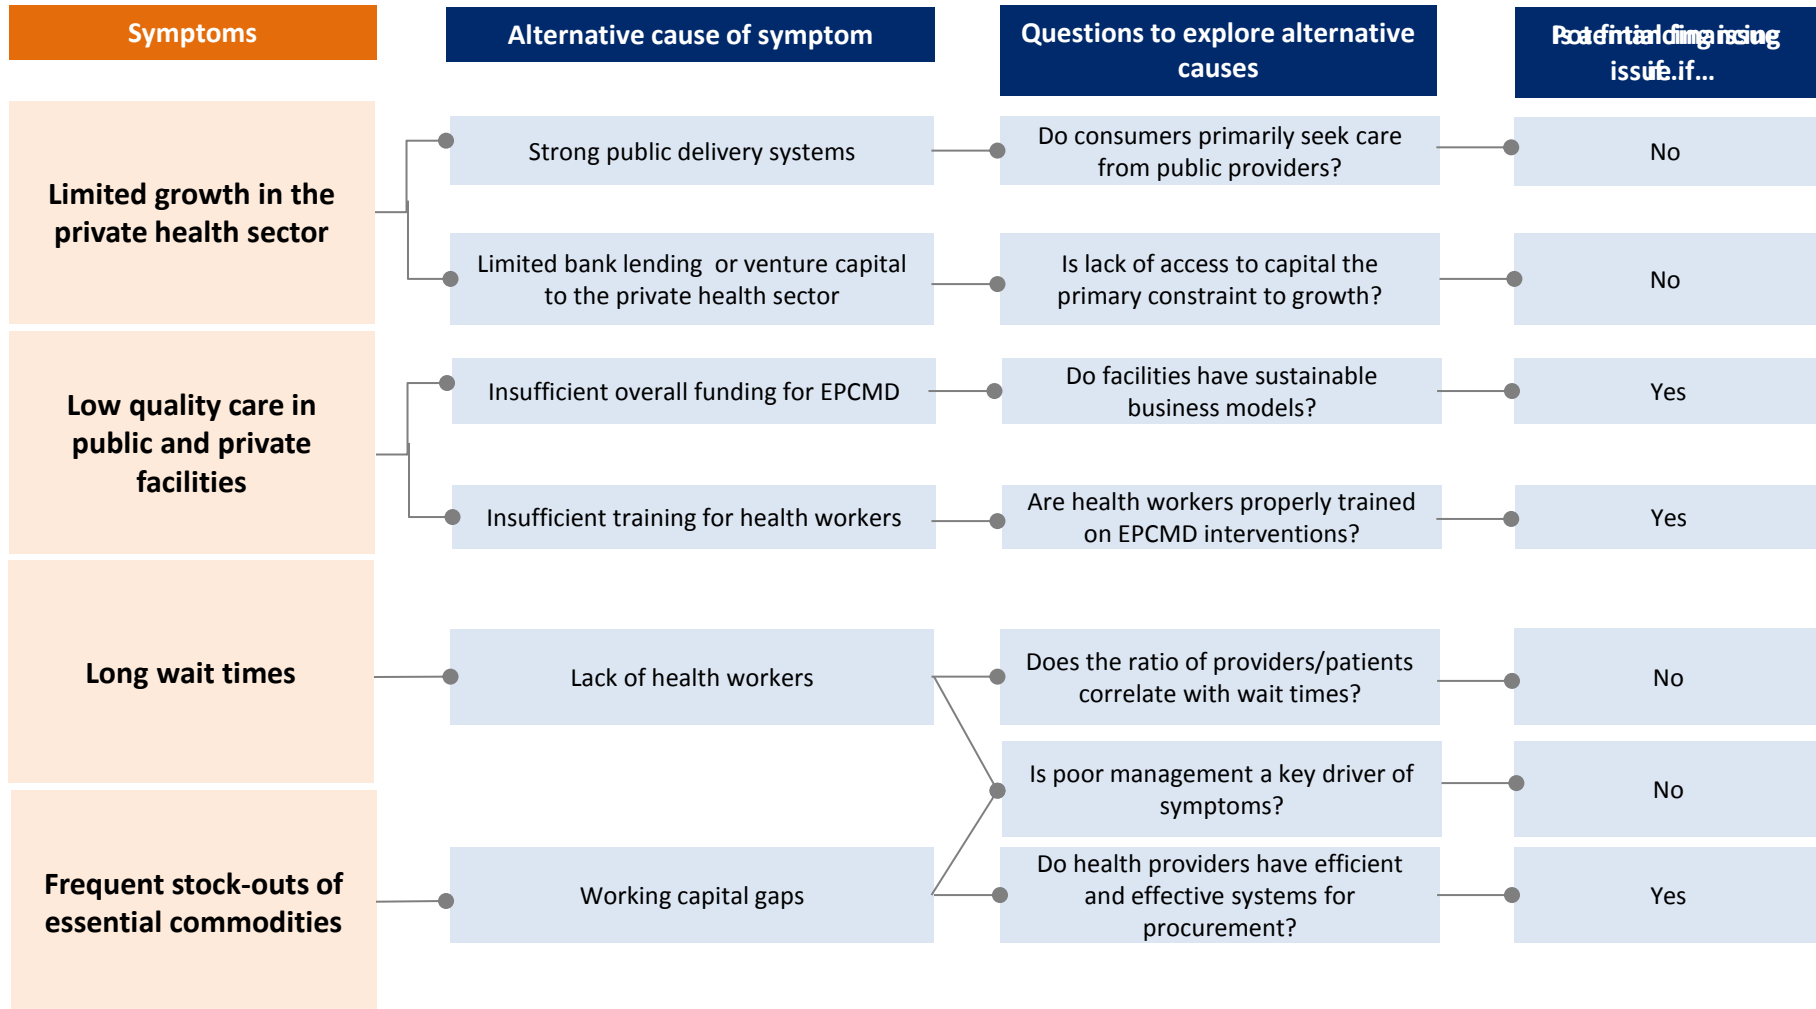 Symptoms
Alternative cause of symptom
Questions to explore alternative
causes
Potential financing
issue if…
Limited growth in the
private health sector
Strong public delivery systems
Do consumers primarily seek care
from public providers?
No
Limited bank lending or venture capital
to the private health sector
Is lack of access to capital the
primary constraint to growth?
No
Low quality care in
public and private
facilities
Insufficient overall funding for EPCMD
Do facilities have sustainable
business models?
Yes
Insufficient training for health workers
Are health workers properly trained
on EPCMD interventions?
Yes
Long wait times
Lack of health workers
Does the ratio of providers/patients
correlate with wait times?
No
Is poor management a key driver of
symptoms?
No
Frequent stock-outs of
essential commodities
Working capital gaps
Do health providers have efficient
and effective systems for
procurement?
Yes